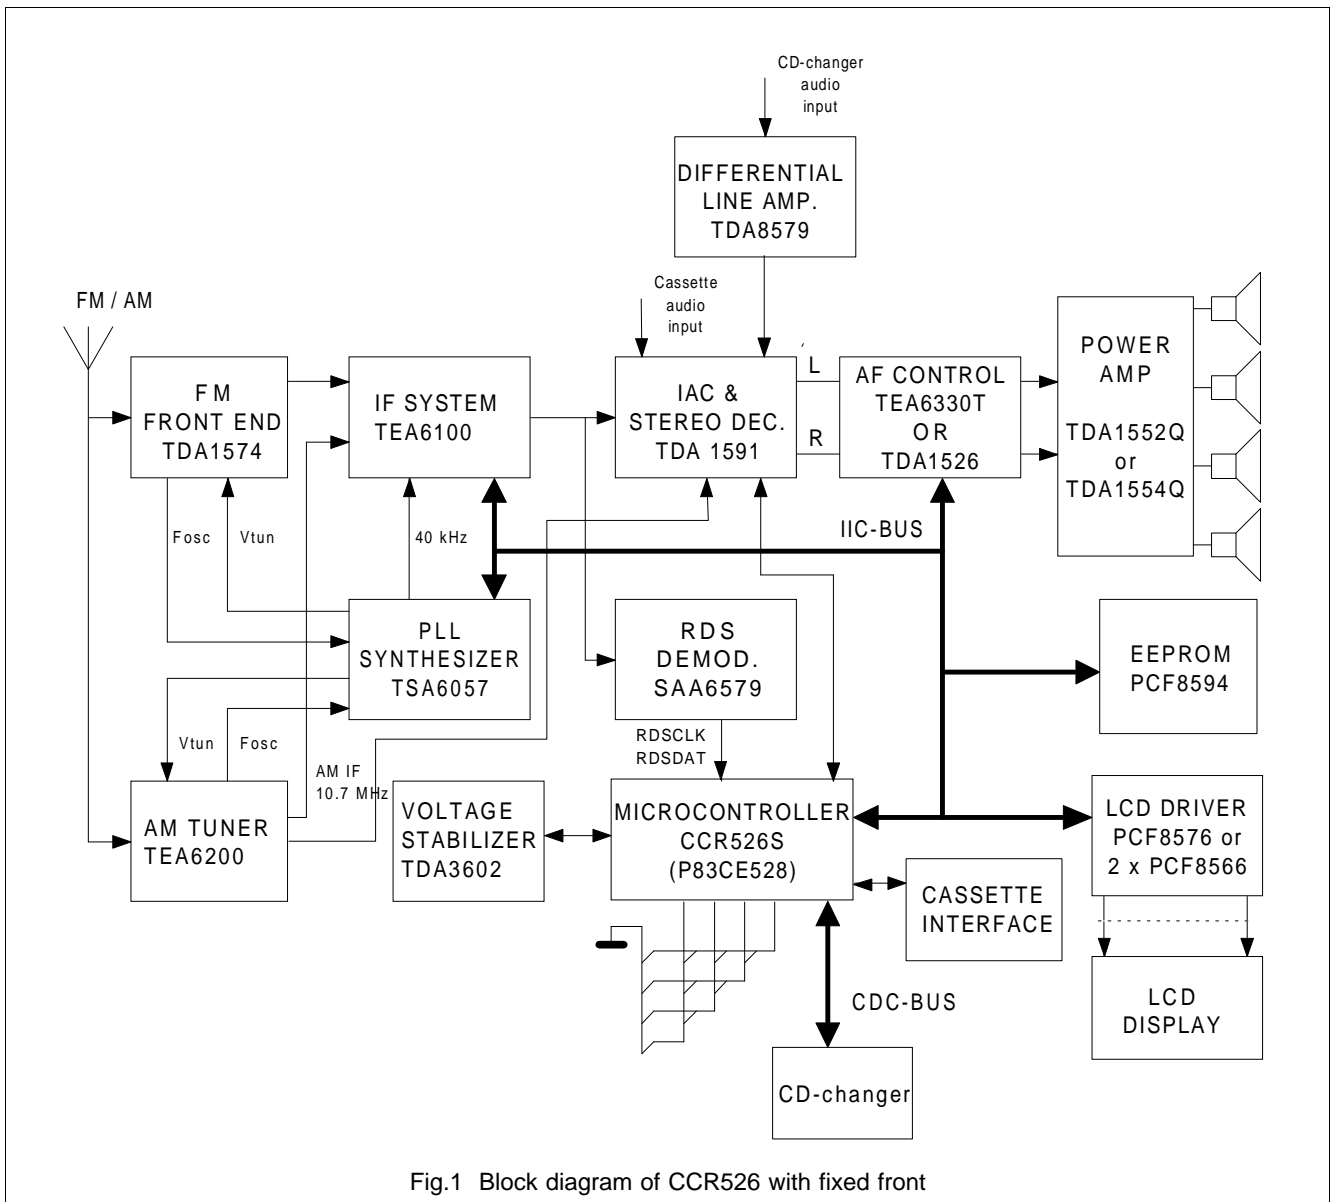 CD-changer
audio
input
DIFFERENTIAL
LINE AMP.
TDA8579
FM / AM
Cassette
audio
input
FM
FRONT END
TDA1574
IF SYSTEM
TEA6100
IAC &
STEREO DEC.
TDA 1591
L
R
AF CONTROL
TEA6330T
OR
TDA1526
POWER
AMP
TDA1552Q
or
TDA1554Q
Fosc
Vtun
40 kHz
IIC-BUS
PLL
SYNTHESIZER
TSA6057
RDS
DEMOD.
SAA6579
EEPROM
PCF8594
Vtun
Fosc
RDSCLK
RDSDAT
AM IF
10.7 MHz
AM TUNER
TEA6200
VOLTAGE
STABILIZER
TDA3602
MICROCONTROLLER
CCR526S
(P83CE528)
LCD DRIVER
PCF8576 or
2 x PCF8566
CASSETTE
INTERFACE
CDC-BUS
LCD
DISPLAY
CD-changer
Fig.1 Block diagram of CCR526 with fixed front